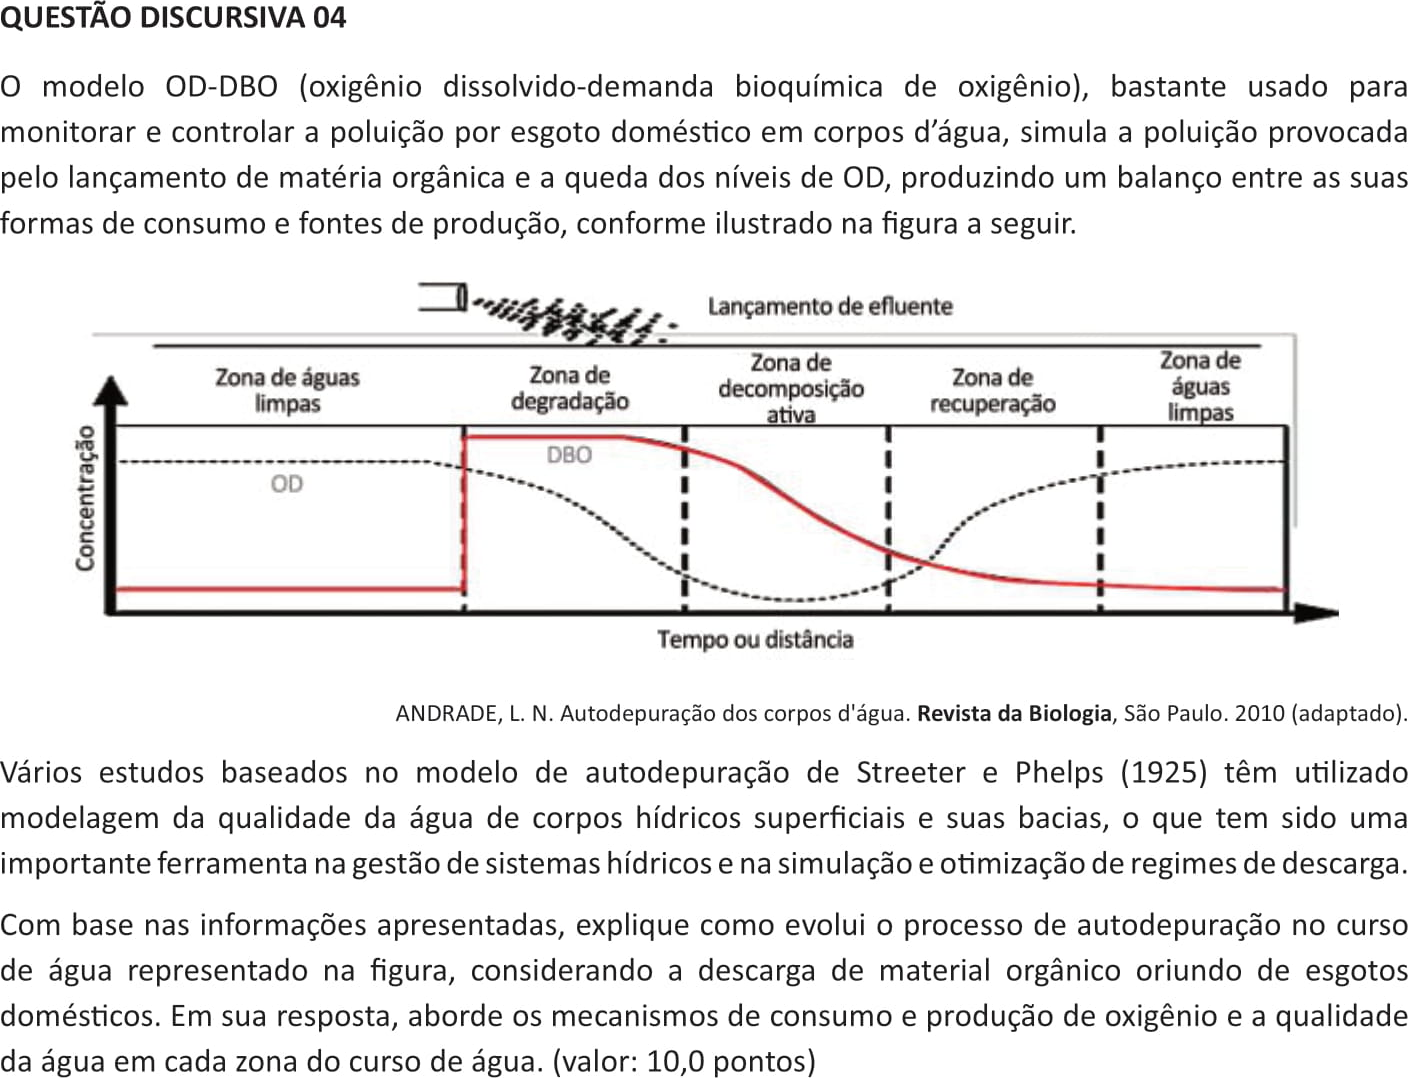 QUESTÃO DISCURSIVA 04
O modelo OD-DBO (oxigênio dissolvido-demanda bioquímica de oxigênio), bastante usado para
monitorar e controlar a poluição por esgoto doméstico em corpos d’água, simula a poluição provocada
pelo lançamento de matéria orgânica e a queda dos níveis de OD, produzindo um balanço entre as suas
formas de consumo e fontes de produção, conforme ilustrado na figura a seguir.
Lançamento de efluente
Zona de águas
limpas
Zona de
degradação
Zona de
decomposição
ativa
Zona de
recuperação
Zona de
águas
limpas
Concentração
OD
DBO
Tempo ou distância
ANDRADE, L. N. Autodepuração dos corpos d'água. Revista da Biologia, São Paulo. 2010 (adaptado).
Vários estudos baseados no modelo de autodepuração de Streeter e Phelps (1925) têm utilizado
modelagem da qualidade da água de corpos hídricos superficiais e suas bacias, o que tem sido uma
importante ferramenta na gestão de sistemas hídricos e na simulação e otimização de regimes de descarga.
Com base nas informações apresentadas, explique como evolui o processo de autodepuração no curso
de água representado na figura, considerando a descarga de material orgânico oriundo de esgotos
domésticos. Em sua resposta, aborde os mecanismos de consumo e produção de oxigênio e a qualidade
da água em cada zona do curso de água. (valor: 10,0 pontos)